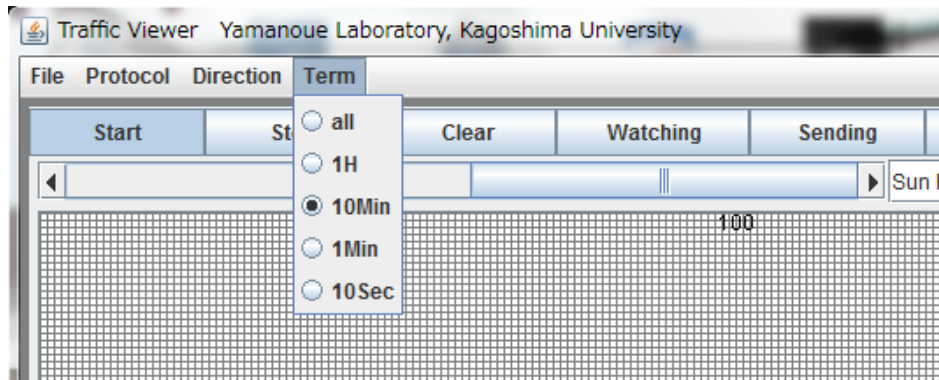 Traffic Viewer Yamanoue Laboratory, Kagoshima University
File Protocol Direction Term
Start Clear Watching Sending
all
1H
Sun
10Min
100
1Min
10Sec